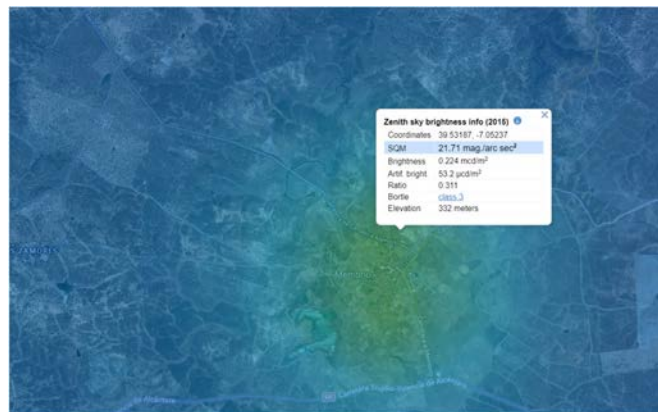 Zenith sky brightness info (2015)
Coordinates 39.53187, -7.05237
SQM 21.71 mag./arc sec²
Brightness 0.224 mcd/m²
Artif. bright 53.2 μcd/m²
Ratio 0.311
Bortle class 3
Elevation 332 meters
Membrío